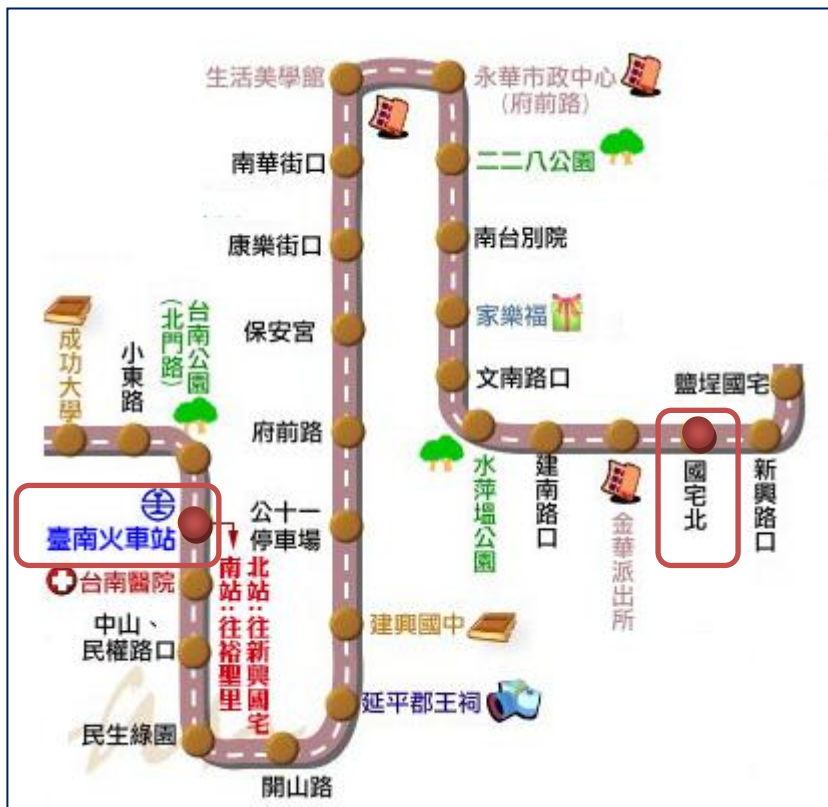 生活美學館
永華市政中心
(府前路)
南華街口
二二八公園
康樂街口
南台別院
保安宮
家樂福
成功大學
小東路
台南公園
(北門路)
文南路口
鹽埕國宅
府前路
水萍塭公園
建南路口
金華派出所
國宅北
新興路口
臺南火車站
公十一
停車場
北站:往新興國宅
南站:往裕聖里
台南醫院
中山、
民權路口
建興國中
延平郡王祠
民生綠園
開山路